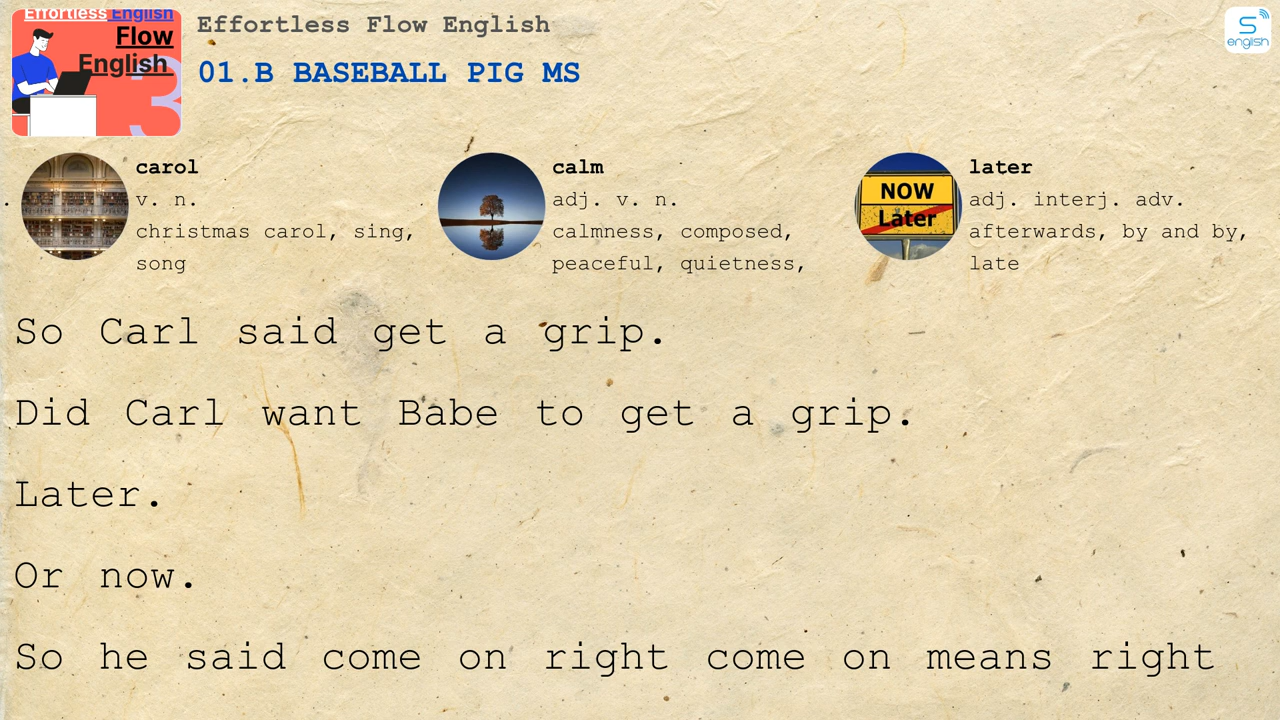 Effortless English
Flow
English
3
Effortless Flow English
01.B BASEBALL PIG MS
S
english
carol
v. n.
christmas carol, sing,
song
calm
adj. v. n.
calmness, composed,
peaceful, quietness,
NOW
Later
later
adj. interj. adv.
afterwards, by and by,
late
So Carl said get a grip.
Did Carl want Babe to get a grip.
Later.
Or now.
So he said come on right come on means right